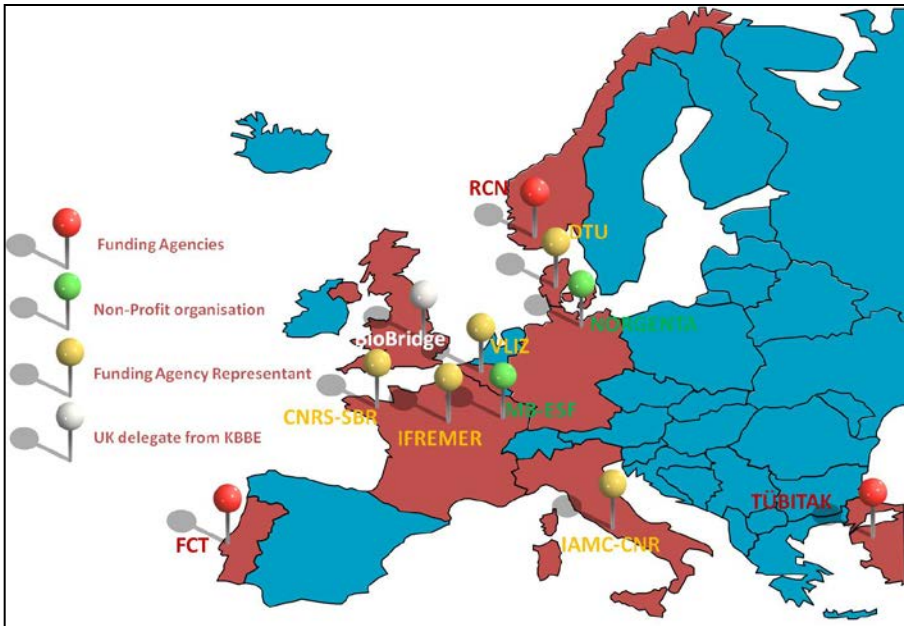 RCN
DTU
Funding Agencies
Non-Profit organisation
NORGENTA
BioBridge
VLIZ
Funding Agency Representant
CNRS-SBR
MB-ESF
IFREMER
UK delegate from KBBE
TÜBITAK
FCT
IAMC-CNR